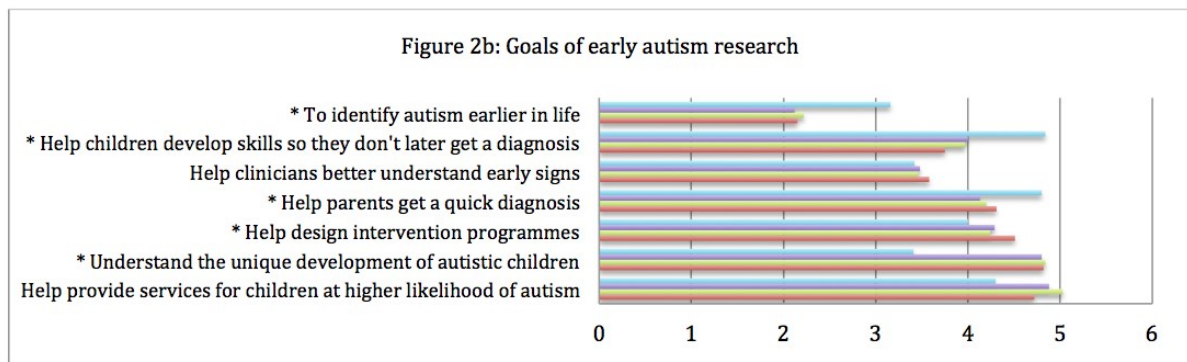 Figure 2b: Goals of early autism research
* To identify autism earlier in life
* Help children develop skills so they don't later get a diagnosis
Help clinicians better understand early signs
* Help parents get a quick diagnosis
* Help design intervention programmes
* Understand the unique development of autistic children
Help provide services for children at higher likelihood of autism
0 1 2 3 4 5 6